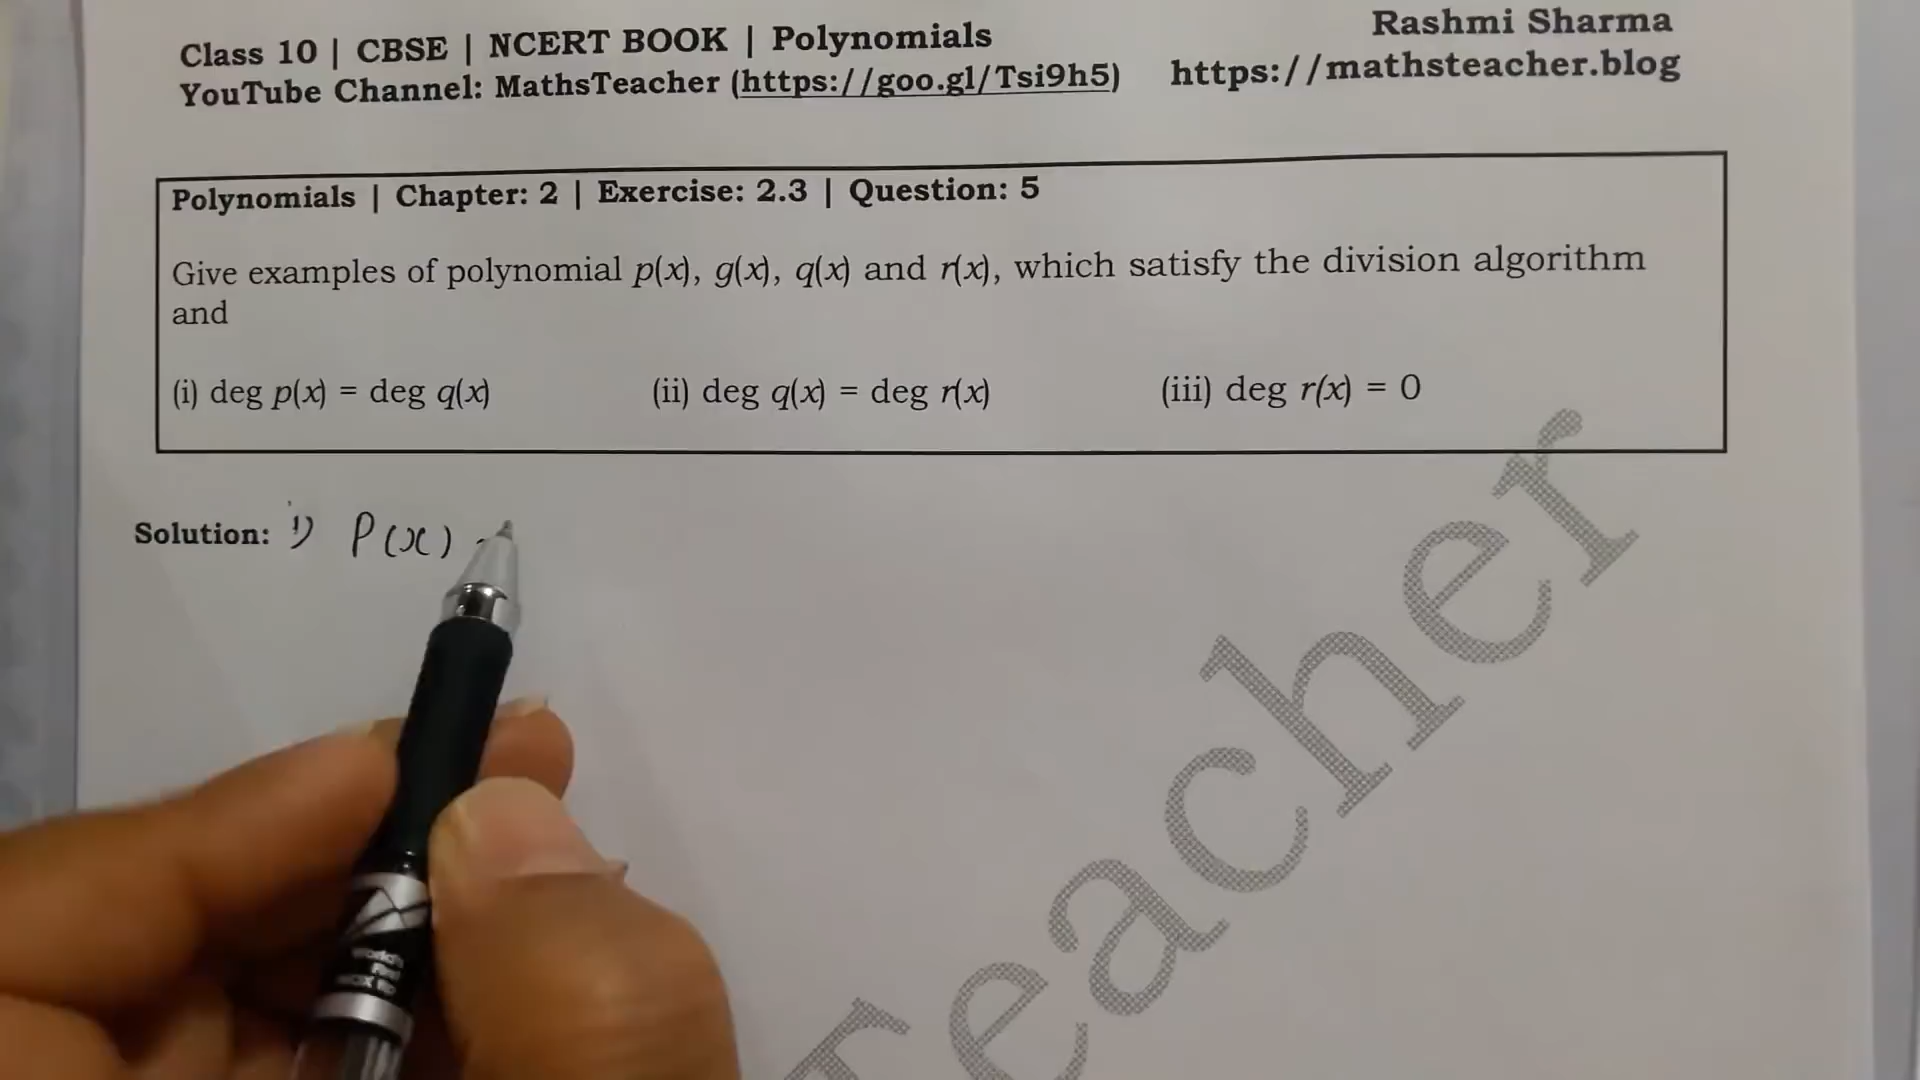 Class 10 | CBSE | NCERT BOOK | Polynomials
Rashmi Sharma
YouTube Channel: MathsTeacher (https://goo.gl/Tsi9h5)
https://mathsteacher.blog
Polynomials | Chapter: 2 | Exercise: 2.3 | Question: 5
Give examples of polynomial p(x), g(x), q(x) and r(x), which satisfy the division algorithm
and
(i) deg p(x) = deg q(x) (ii) deg q(x) = deg r(x) (iii) deg r(x) = 0
Solution: i) P(x)
Teacher